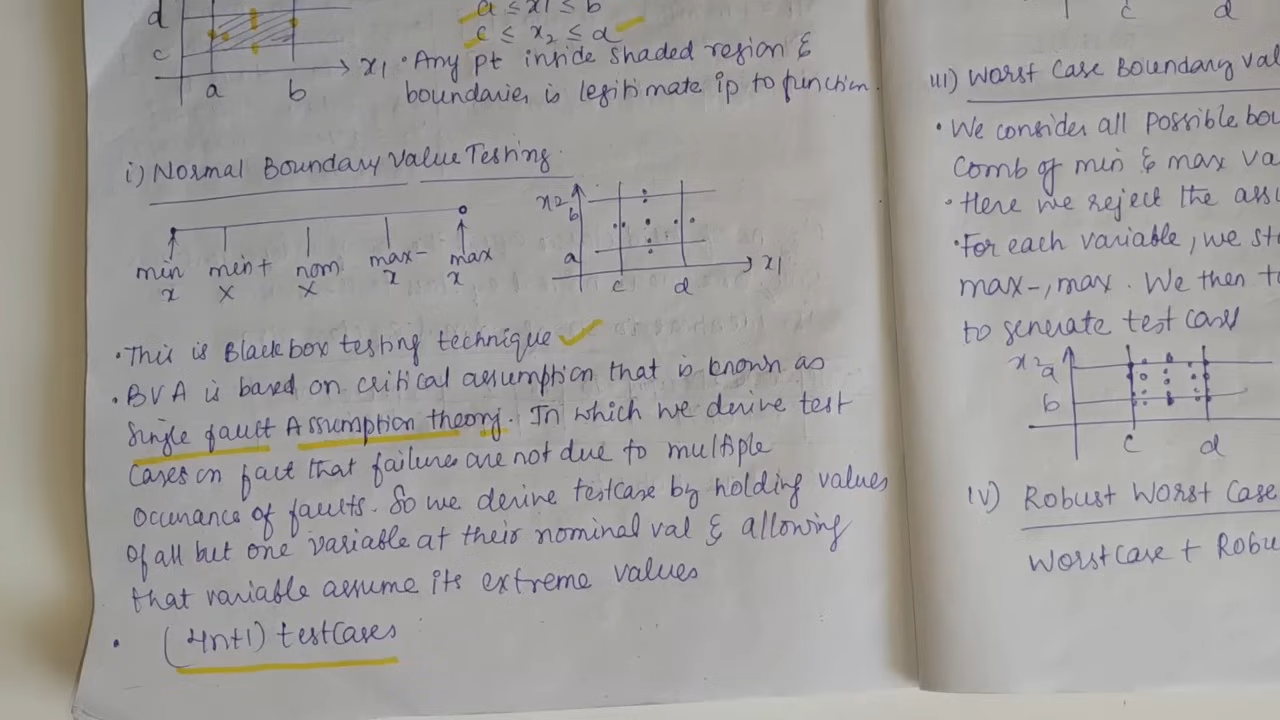 d
a ≤ x1 ≤ b
c
c ≤ x2 ≤ d
x1
a
b
• Any pt inside shaded region &
boundaries is legitimate ip to function.
i) Normal Boundary Value Testing
min
min+
nom
max-
max
x
x
x
x
x
x2
b
a
c
d
x1
• This is Blackbox testing technique
• BVA is based on critical assumption that is known as
Single fault Assumption theory. In which we derive test
cases on fact that failures are not due to multiple
Occurance of faults. So we derive testcase by holding values
Of all but one variable at their nominal val & allowing
that variable assume its extreme values
• (4n+1) testcases
c
d
III) Worst Case Boundary Val
• We consider all possible bou
Comb of min & max va
• Here we reject the assu
• For each variable, we st
max-, max. We then t
to generate test cases
x2
a
b
c
d
IV) Robust Worst Case
Worst case + Robu